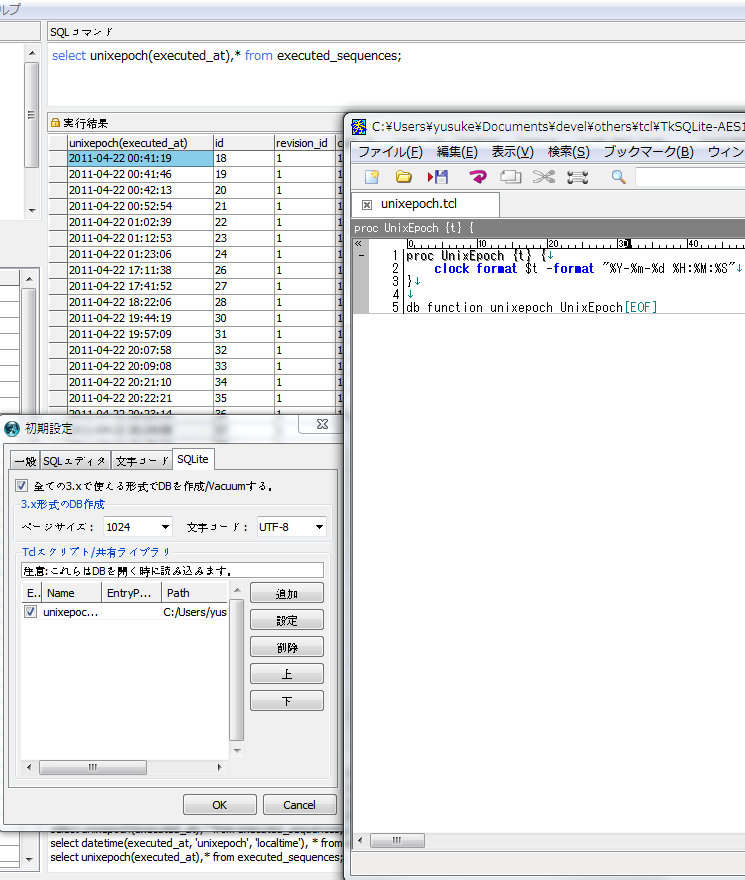 ルプ
SQLコマンド
select unixepoch(executed_at),* from executed_sequences;
実行結果
unixepoch(executed_at) id revision_id
2011-04-22 00:41:19 18 1
2011-04-22 00:41:46 19 1
2011-04-22 00:42:13 20 1
2011-04-22 00:52:54 21 1
2011-04-22 01:02:39 22 1
2011-04-22 01:12:53 23 1
2011-04-22 01:23:06 24 1
2011-04-22 17:11:38 26 1
2011-04-22 17:41:52 27 1
2011-04-22 18:22:06 28 1
2011-04-22 19:44:19 30 1
2011-04-22 19:57:09 31 1
2011-04-22 20:07:58 32 1
2011-04-22 20:09:08 33 1
2011-04-22 20:21:10 34 1
2011-04-22 20:22:21 35 1
2011-04-22 20:23:14 36
C:¥Users¥yusuke¥Documents¥devel¥others¥tcl¥TkSQLite-AES1
ファイル(F) 編集(E) 表示(V) 検索(S) ブックマーク(B) ウィン
unixepoch.tcl
proc UnixEpoch {t} {
0 10 20 30 40
1 proc UnixEpoch {t} {↓
2 clock format $t -format "%Y-%m-%d %H:%M:%S"↓
3 }↓
4 ↓
5 db function unixepoch UnixEpoch[EOF]
初期設定
一般 SQLエディタ 文字コード SQLite
全ての3.xで使える形式でDBを作成/Vacuumする。
3.x形式のDB作成
ページサイズ： 1024 文字コード： UTF-8
Tclスクリプト/共有ライブラリ
注意:これらはDBを開く時に読み込みます。
E.. Name EntryP... Path
unixepoc... C:/Users/yus
追加
設定
削除
上
下
OK Cancel
select datetime(executed_at, 'unixepoch', 'localtime'), * from
select unixepoch(executed_at),* from executed_sequences;